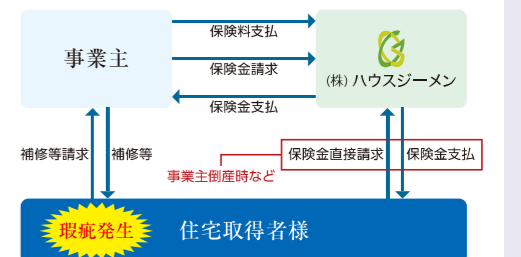 保険料支払
事業主
保険金請求
(株) ハウスジーメン
保険金支払
補修等請求
補修等
保険金直接請求
保険金支払
事業主倒産時など
瑕疵発生
住宅取得者様